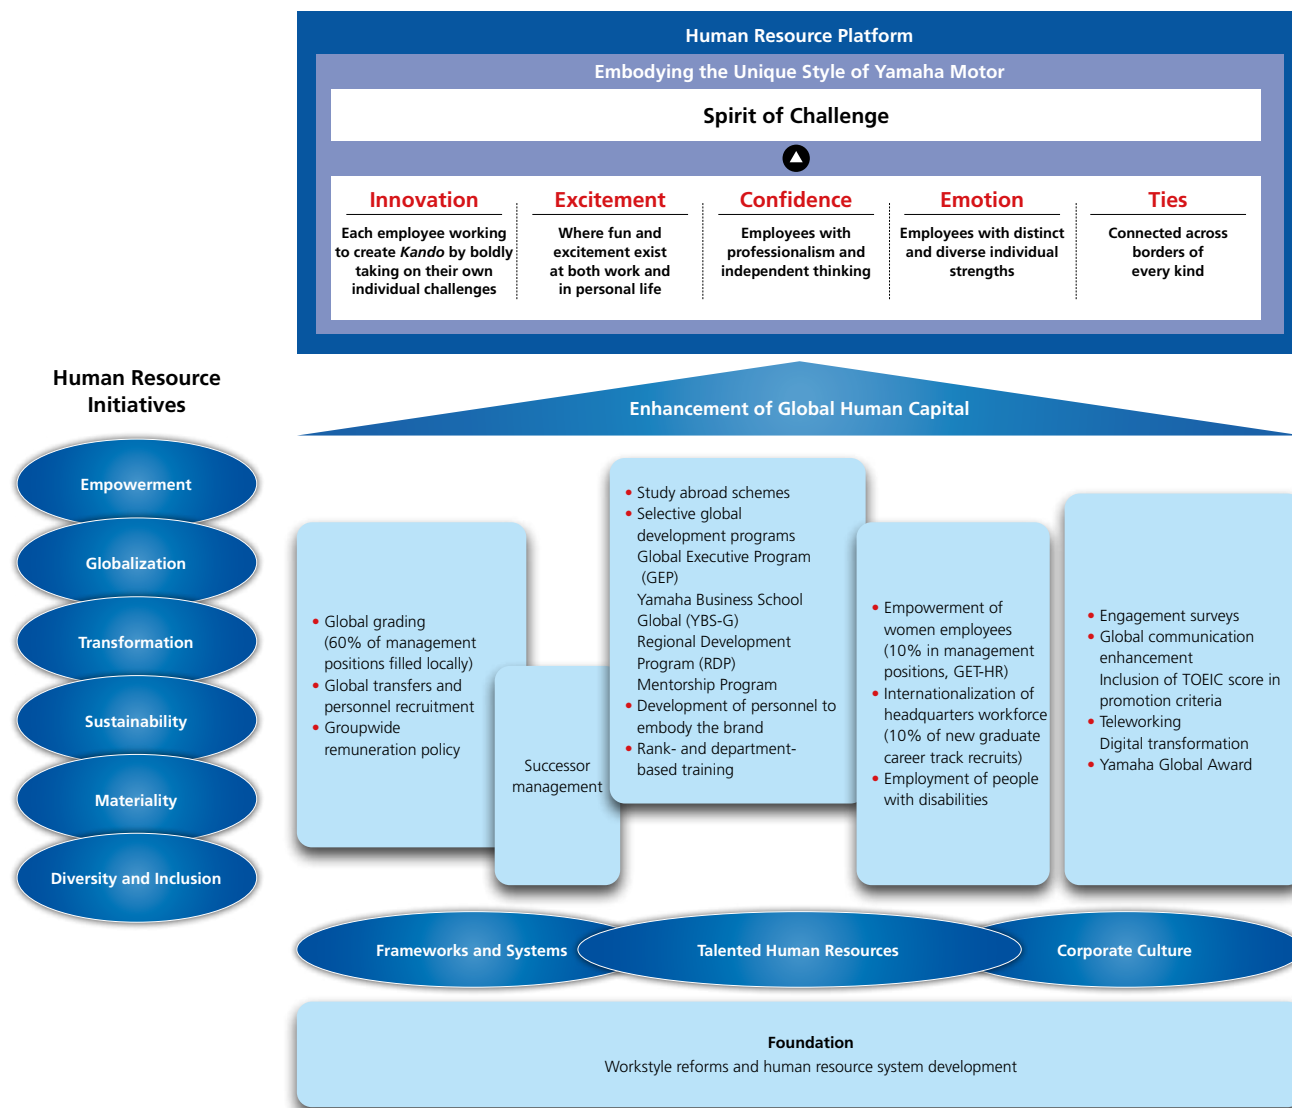 Human Resource Platform
Embodying the Unique Style of Yamaha Motor
Spirit of Challenge
Innovation
Each employee working
to create Kando by boldly
taking on their own
individual challenges
Excitement
Where fun and
excitement exist
at both work and
in personal life
Confidence
Employees with
professionalism and
independent thinking
Emotion
Employees with distinct
and diverse individual
strengths
Ties
Connected across
borders of
every kind
Human Resource
Initiatives
Empowerment
Globalization
Transformation
Sustainability
Materiality
Diversity and Inclusion
Enhancement of Global Human Capital
• Global grading
(60% of management
positions filled locally)
• Global transfers and
personnel recruitment
• Groupwide
remuneration policy
Successor
management
• Study abroad schemes
• Selective global
development programs
Global Executive Program
(GEP)
Yamaha Business School
Global (YBS-G)
Regional Development
Program (RDP)
Mentorship Program
• Development of personnel to
embody the brand
• Rank- and department-
based training
• Empowerment of
women employees
(10% in management
positions, GET-HR)
• Internationalization of
headquarters workforce
(10% of new graduate
career track recruits)
• Employment of people
with disabilities
• Engagement surveys
• Global communication
enhancement
Inclusion of TOEIC score in
promotion criteria
• Teleworking
Digital transformation
• Yamaha Global Award
Frameworks and Systems
Talented Human Resources
Corporate Culture
Foundation
Workstyle reforms and human resource system development